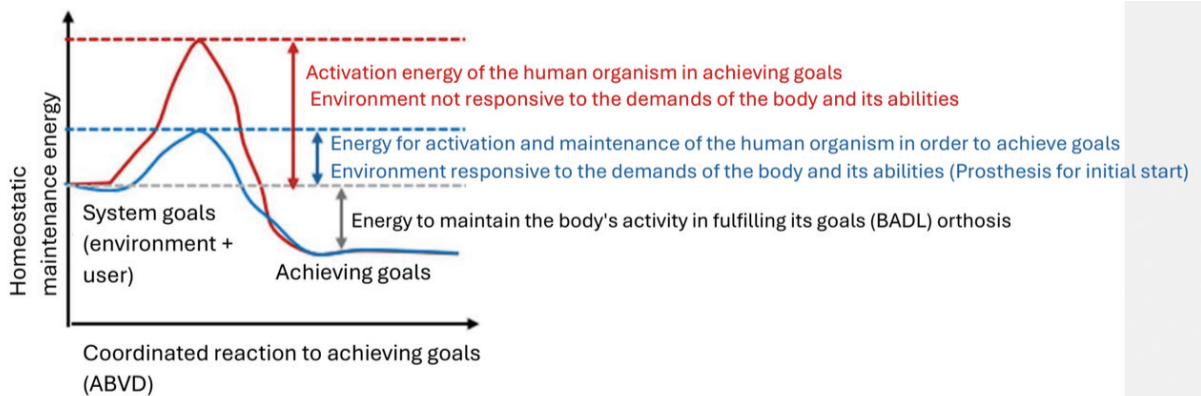 Homeostatic
maintenance energy
Activation energy of the human organism in achieving goals
Environment not responsive to the demands of the body and its abilities
Energy for activation and maintenance of the human organism in order to achieve goals
Environment responsive to the demands of the body and its abilities (Prosthesis for initial start)
System goals
(environment +
user)
Energy to maintain the body's activity in fulfilling its goals (BADL) orthosis
Achieving goals
Coordinated reaction to achieving goals
(ABVD)